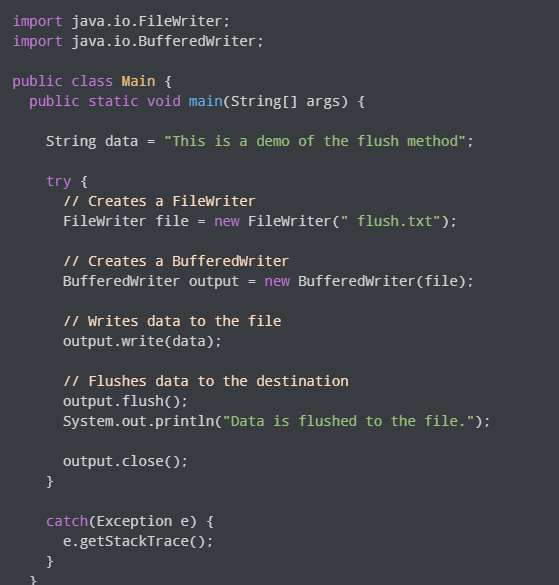 import java.io.FileWriter;
import java.io.BufferedWriter;

public class Main {
  public static void main(String[] args) {

    String data = "This is a demo of the flush method";

    try {
      // Creates a FileWriter
      FileWriter file = new FileWriter(" flush.txt");

      // Creates a BufferedWriter
      BufferedWriter output = new BufferedWriter(file);

      // Writes data to the file
      output.write(data);

      // Flushes data to the destination
      output.flush();
      System.out.println("Data is flushed to the file.");

      output.close();
    }

    catch(Exception e) {
      e.getStackTrace();
    }
  }